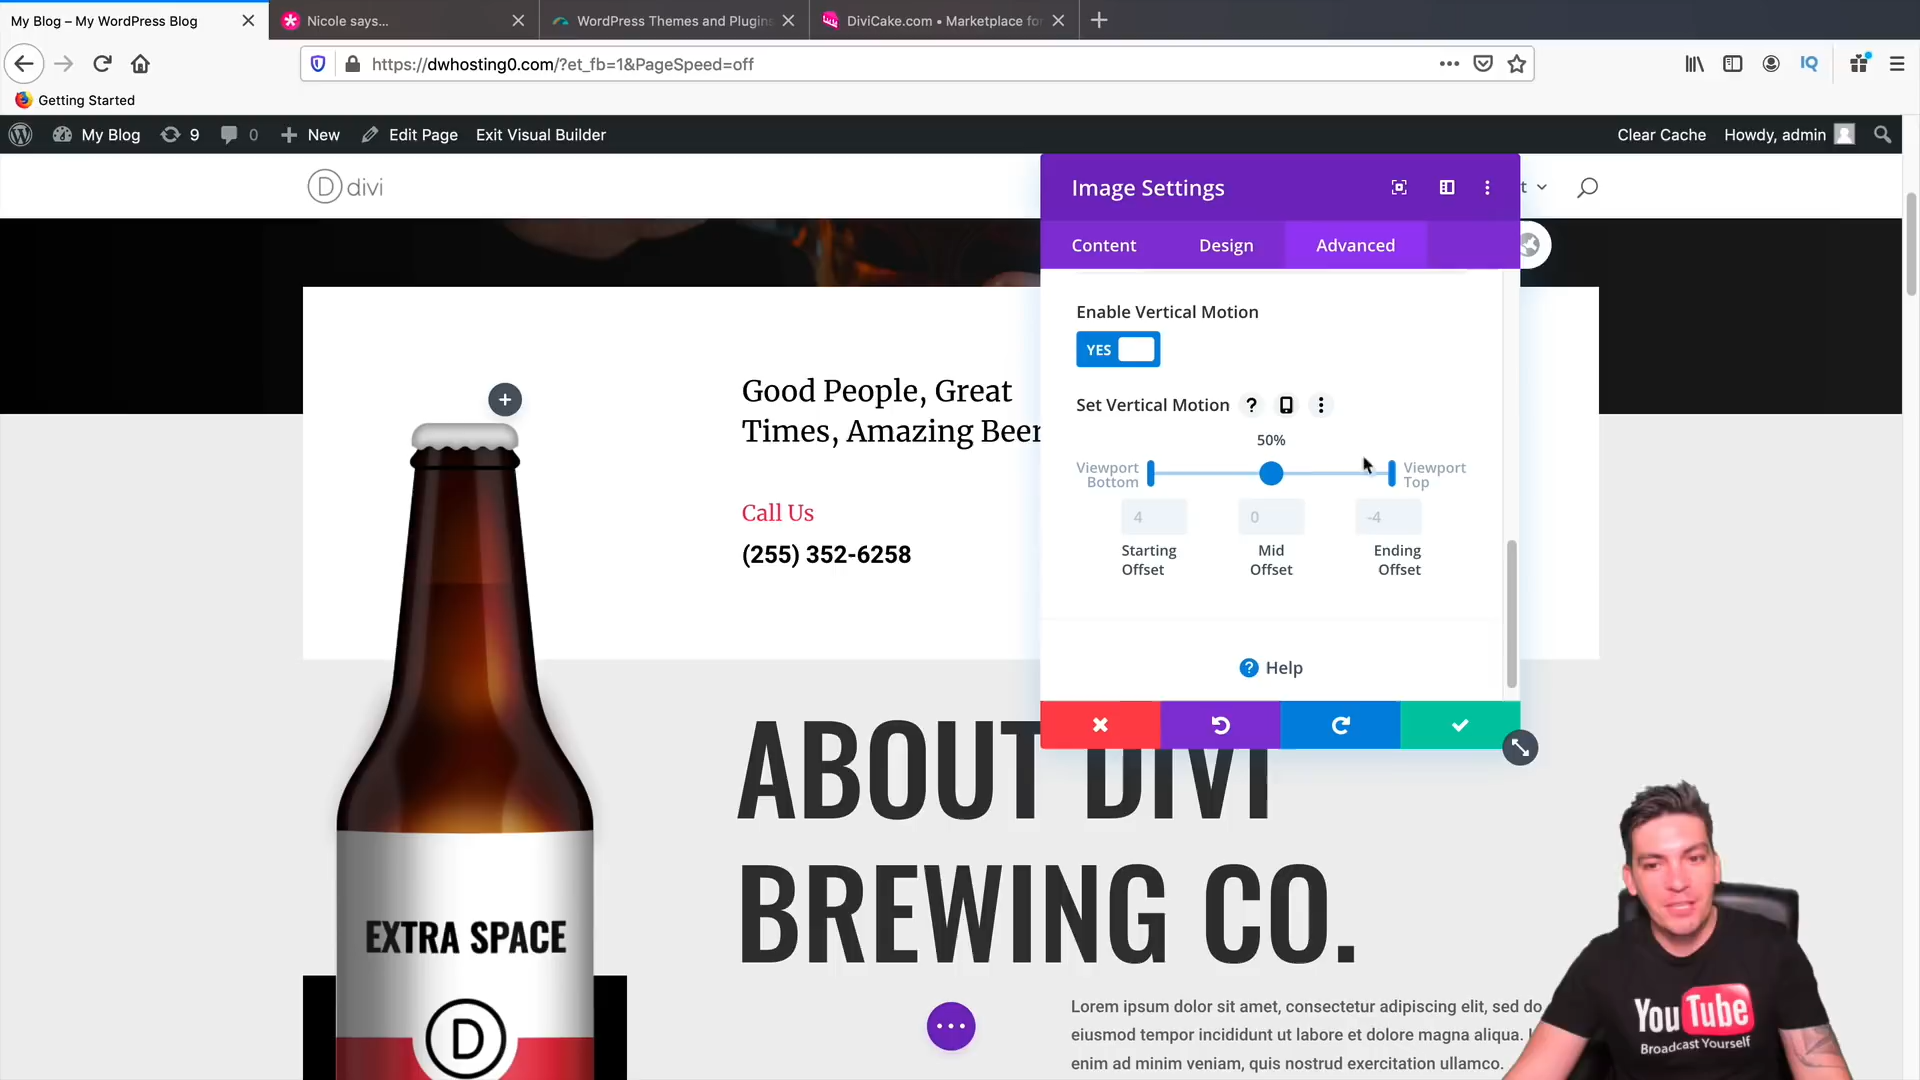 My Blog – My WordPress Blog
Nicole says...
WordPress Themes and Plugins
DiviCake.com • Marketplace for
https://dwhosting0.com/?et_fb=1&PageSpeed=off
IQ
Getting Started
My Blog
9
0
New
Edit Page
Exit Visual Builder
Clear Cache
Howdy, admin
D divi
Image Settings
t
Content
Design
Advanced
Enable Vertical Motion
YES
Set Vertical Motion
50%
Viewport Bottom
Viewport Top
4
0
-4
Starting Offset
Mid Offset
Ending Offset
Help
Good People, Great
Times, Amazing Beer
Call Us
(255) 352-6258
ABOUT DIVI
BREWING CO.
EXTRA SPACE
D
Lorem ipsum dolor sit amet, consectetur adipiscing elit, sed do
eiusmod tempor incididunt ut labore et dolore magna aliqua.
enim ad minim veniam, quis nostrud exercitation ullamco.
YouTube
Broadcast Yourself